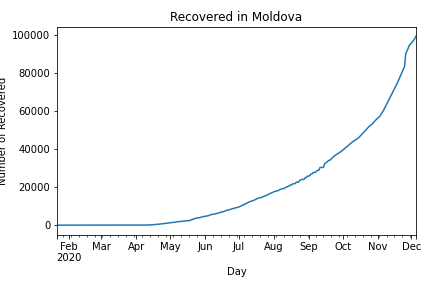 Recovered in Moldova
100000
80000
60000
40000
20000
0
Number of Recovered
Feb Mar Apr May Jun Jul Aug Sep Oct Nov Dec
2020
Day